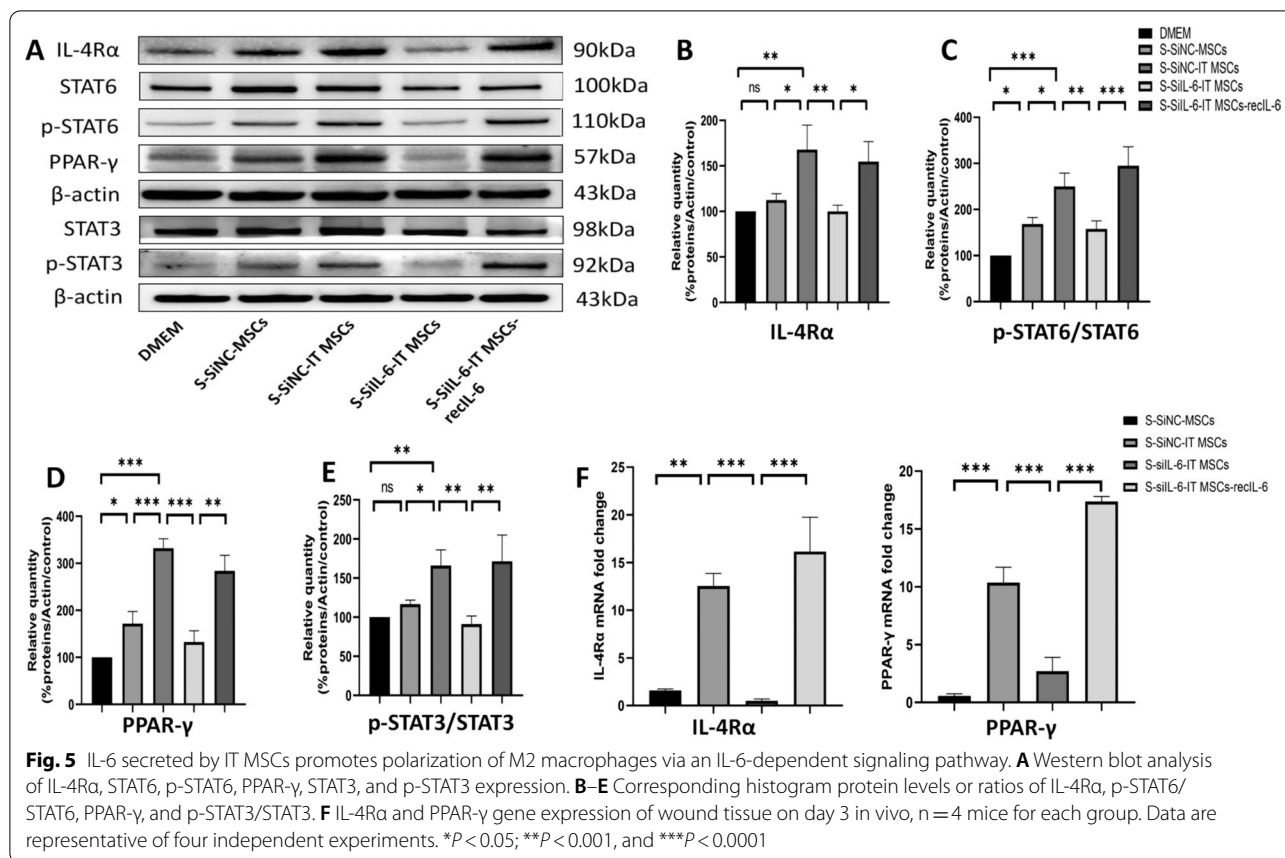 A
IL-4Rα
90kDa
STAT6
100kDa
p-STAT6
110kDa
PPAR-γ
57kDa
β-actin
43kDa
STAT3
98kDa
p-STAT3
92kDa
β-actin
43kDa
DMEM
S-SiNC-MSCs
S-SiNC-IT MSCs
S-SiIL-6-IT MSCs
S-SiIL-6-IT MSCs-
recIL-6
B
Relative quantity
(%proteins/Actin/control)
200
150
100
50
0
**
ns
*
**
*
IL-4Rα
C
Relative quantity
(%proteins/Actin/control)
400
300
200
100
0
***
*
*
**
***
p-STAT6/STAT6
DMEM
S-SiNC-MSCs
S-SiNC-IT MSCs
S-SiIL-6-IT MSCs
S-SiIL-6-IT MSCs-recIL-6
D
Relative quantity
(%proteins/Actin/control)
400
300
200
100
0
***
*
***
***
**
PPAR-γ
E
Relative quantity
(%proteins/Actin/control)
200
150
100
50
0
**
ns
*
**
**
p-STAT3/STAT3
F
IL-4Rα mRNA fold change
25
20
15
10
5
0
**
***
***
IL-4Rα
PPAR-γ mRNA fold change
20
15
10
5
0
***
***
***
PPAR-γ
S-SiNC-MSCs
S-SiNC-IT MSCs
S-siIL-6-IT MSCs
S-siIL-6-IT MSCs-recIL-6
Fig. 5 IL-6 secreted by IT MSCs promotes polarization of M2 macrophages via an IL-6-dependent signaling pathway. A Western blot analysis
of IL-4Rα, STAT6, p-STAT6, PPAR-γ, STAT3, and p-STAT3 expression. B–E Corresponding histogram protein levels or ratios of IL-4Rα, p-STAT6/
STAT6, PPAR-γ, and p-STAT3/STAT3. F IL-4Rα and PPAR-γ gene expression of wound tissue on day 3 in vivo, n = 4 mice for each group. Data are
representative of four independent experiments. *P < 0.05; **P < 0.001, and ***P < 0.0001